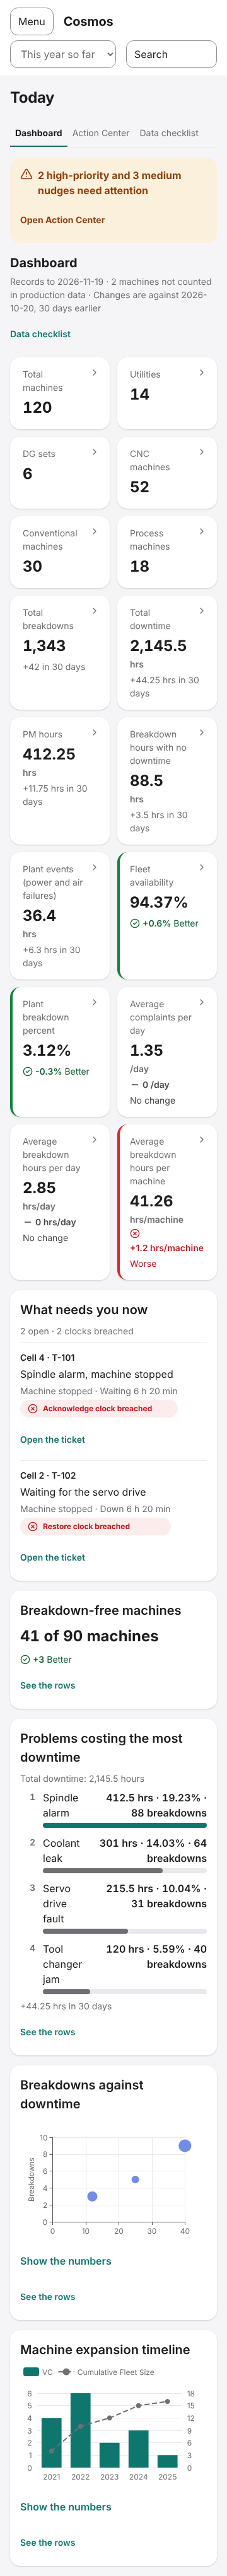 Menu
Cosmos
This year so far
Search
Today
Dashboard
Action Center
Data checklist
2 high-priority and 3 medium
nudges need attention
Open Action Center
Dashboard
Records to 2026-11-19 · 2 machines not counted
in production data · Changes are against 2026-
10-20, 30 days earlier
Data checklist
Total
machines
120
Utilities
14
DG sets
6
CNC
machines
52
Conventional
machines
30
Process
machines
18
Total
breakdowns
1,343
+42 in 30 days
Total
downtime
2,145.5
hrs
+44.25 hrs in 30
days
PM hours
412.25
hrs
+11.75 hrs in 30
days
Breakdown
hours with no
downtime
88.5
hrs
+3.5 hrs in 30
days
Plant events
(power and air
failures)
36.4
hrs
+6.3 hrs in 30
days
Fleet
availability
94.37%
+0.6% Better
Plant
breakdown
percent
3.12%
-0.3% Better
Average
complaints per
day
1.35
/day
— 0 /day
No change
Average
breakdown
hours per day
2.85
hrs/day
— 0 hrs/day
No change
Average
breakdown
hours per
machine
41.26
hrs/machine
+1.2 hrs/machine
Worse
What needs you now
2 open · 2 clocks breached
Cell 4 · T-101
Spindle alarm, machine stopped
Machine stopped · Waiting 6 h 20 min
Acknowledge clock breached
Open the ticket
Cell 2 · T-102
Waiting for the servo drive
Machine stopped · Down 6 h 20 min
Restore clock breached
Open the ticket
Breakdown-free machines
41 of 90 machines
+3 Better
See the rows
Problems costing the most
downtime
Total downtime: 2,145.5 hours
1 Spindle alarm
412.5 hrs · 19.23% ·
88 breakdowns
2 Coolant leak
301 hrs · 14.03% · 64
breakdowns
3 Servo drive fault
215.5 hrs · 10.04% ·
31 breakdowns
4 Tool changer jam
120 hrs · 5.59% · 40
breakdowns
+44.25 hrs in 30 days
See the rows
Breakdowns against
downtime
Breakdowns
10
8
6
4
2
0
0 10 20 30 40
Show the numbers
See the rows
Machine expansion timeline
VC
Cumulative Fleet Size
6 18
5 15
4 12
3 9
2 6
1 3
0 0
2021 2022 2023 2024 2025
Show the numbers
See the rows